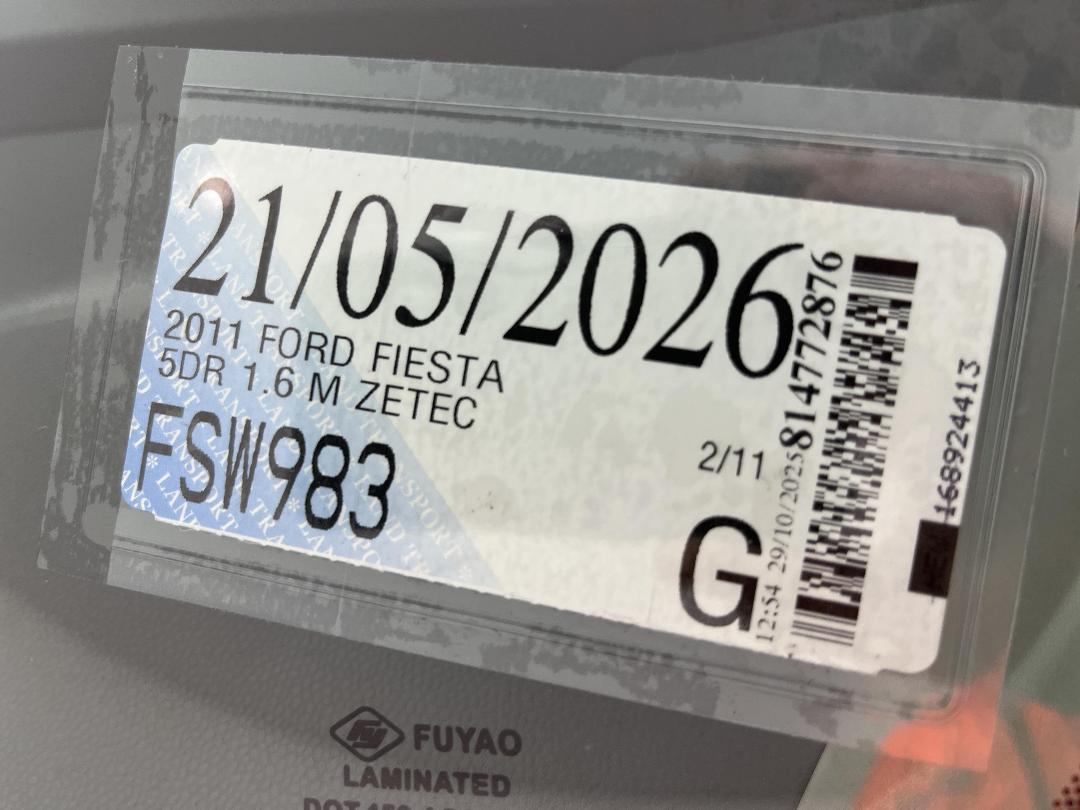 21/05/2026
2011 FORD FIESTA
5DR 1.6 M ZETEC
FSW983
2/11
G
12:54 29/10/2025
814772876
168924413
FUYAO
LAMINATED